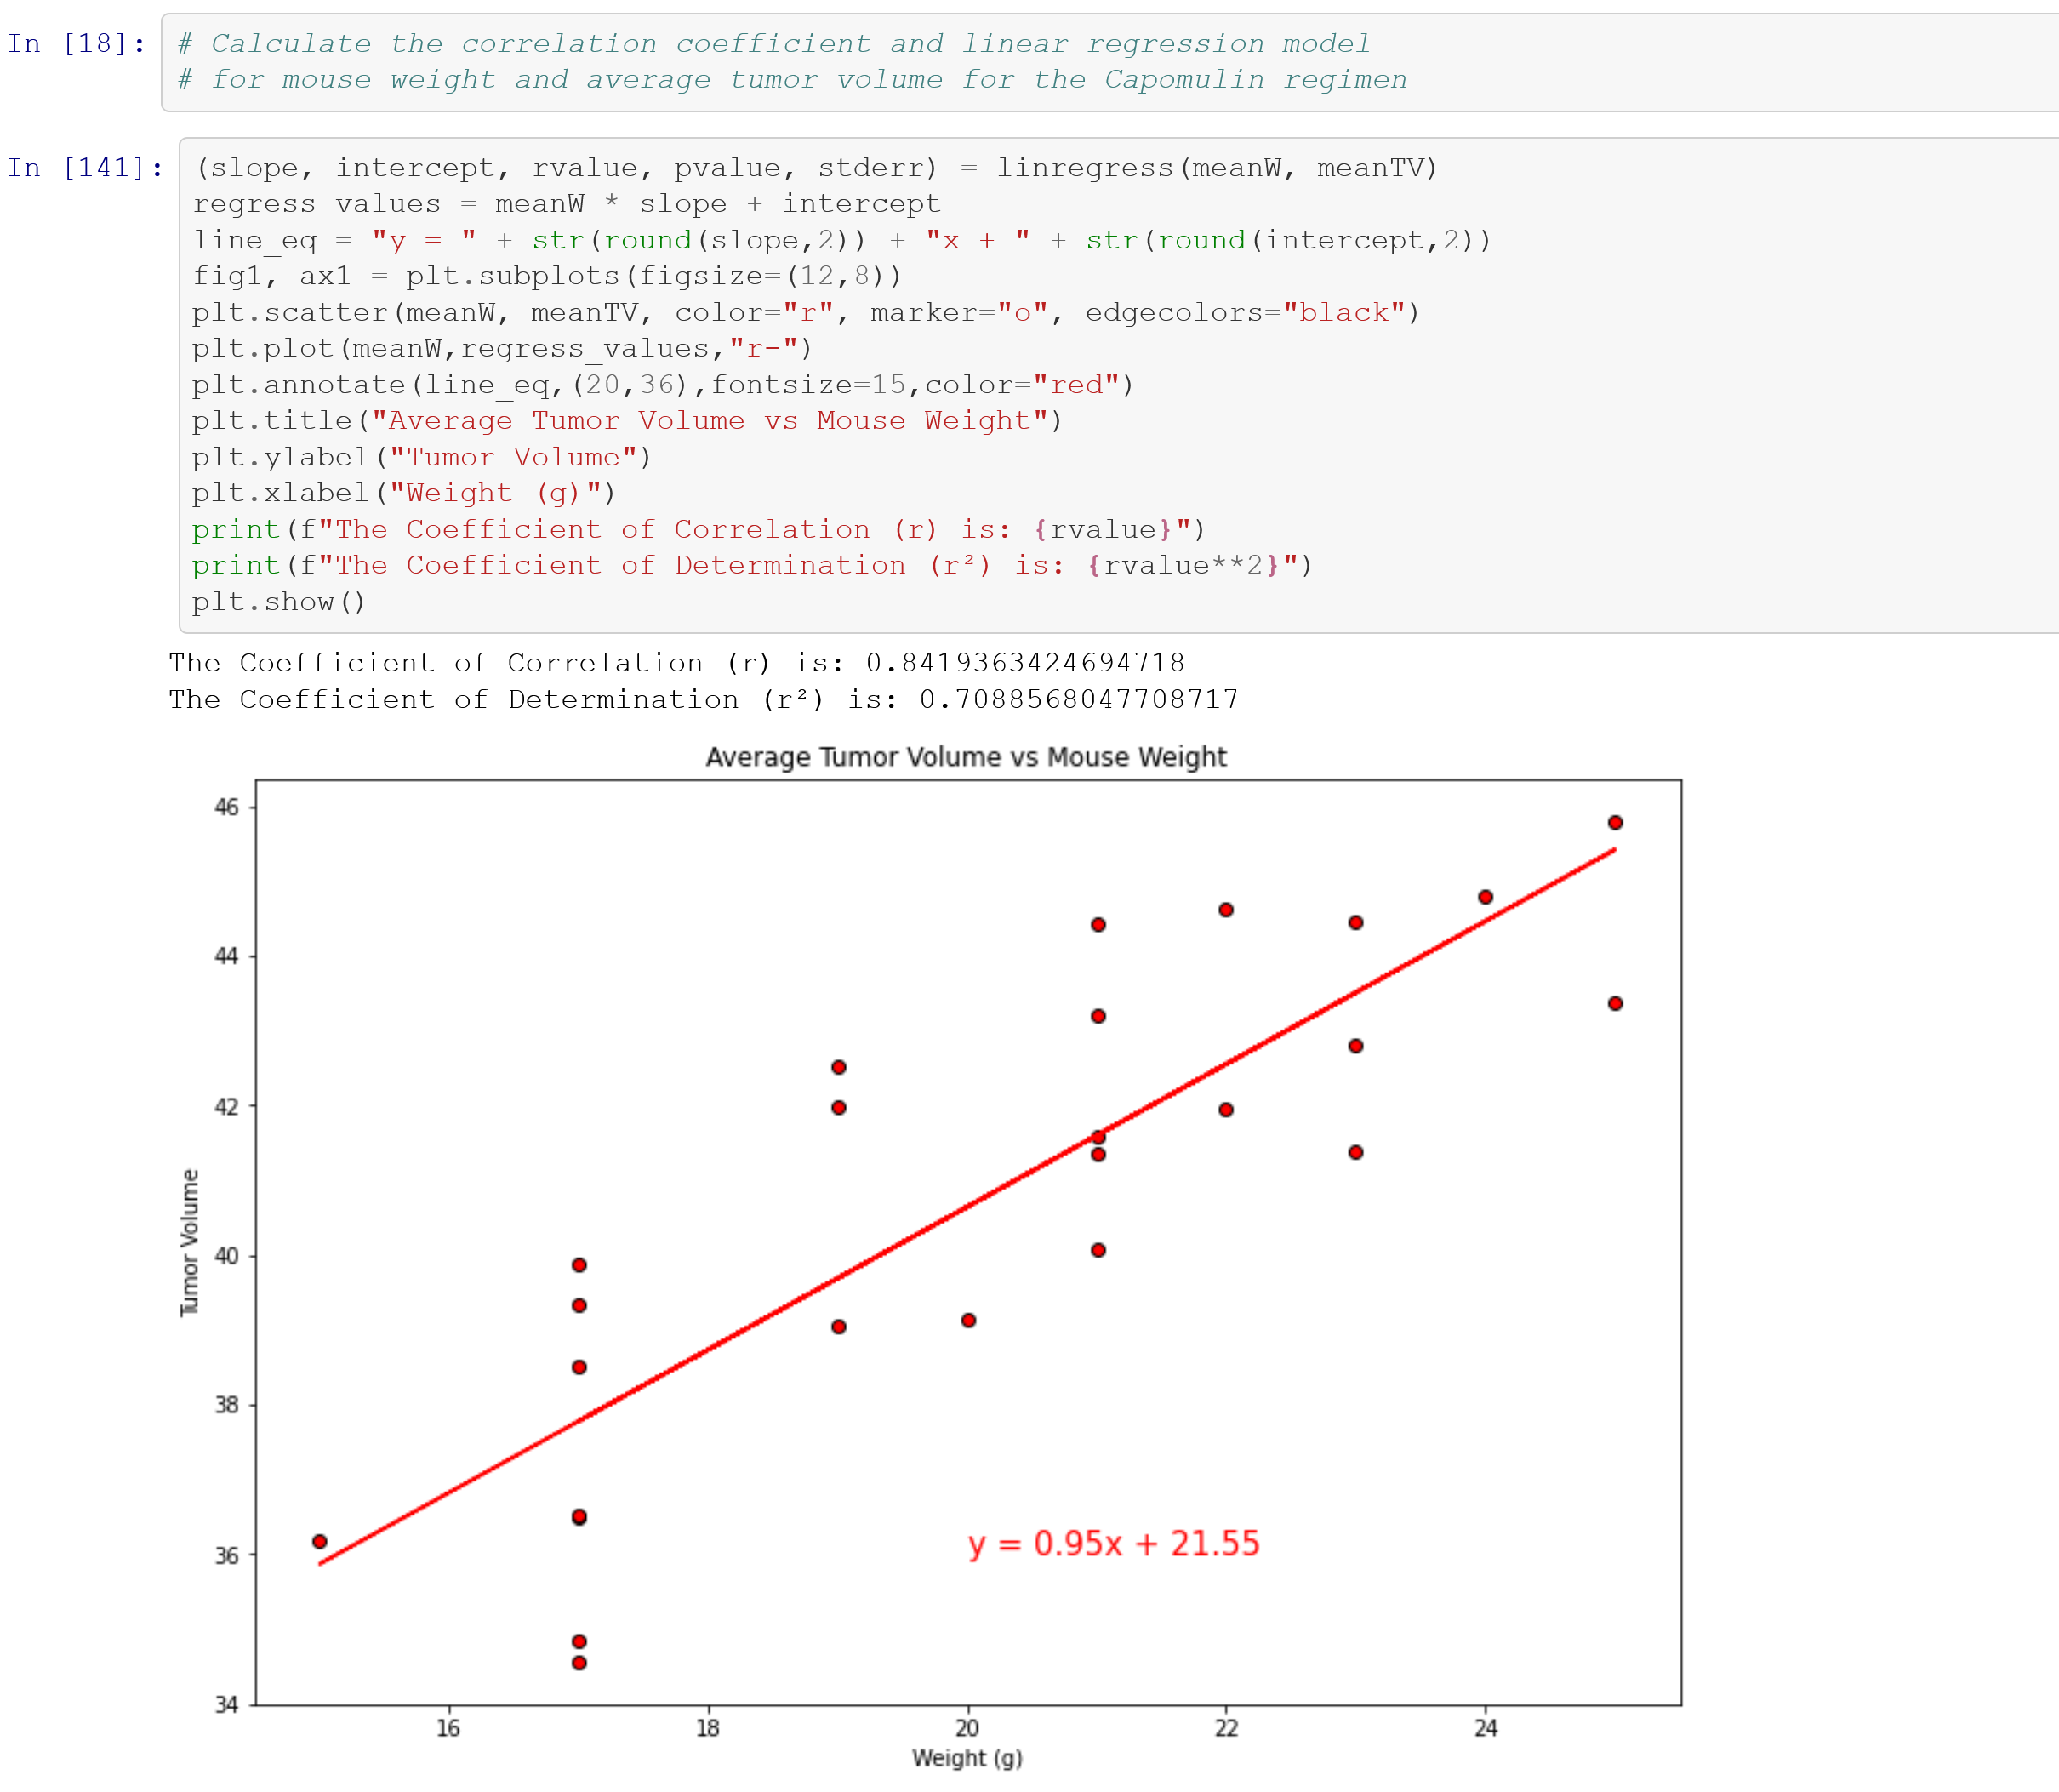 In [18]: # Calculate the correlation coefficient and linear regression model
# for mouse weight and average tumor volume for the Capomulin regimen
In [141]: (slope, intercept, rvalue, pvalue, stderr) = linregress(meanW, meanTV)
regress_values = meanW * slope + intercept
line_eq = "y = " + str(round(slope,2)) + "x + " + str(round(intercept,2))
fig1, ax1 = plt.subplots(figsize=(12,8))
plt.scatter(meanW, meanTV, color="r", marker="o", edgecolors="black")
plt.plot(meanW,regress_values,"r-")
plt.annotate(line_eq,(20,36),fontsize=15,color="red")
plt.title("Average Tumor Volume vs Mouse Weight")
plt.ylabel("Tumor Volume")
plt.xlabel("Weight (g)")
print(f"The Coefficient of Correlation (r) is: {rvalue}")
print(f"The Coefficient of Determination (r²) is: {rvalue**2}")
plt.show()
The Coefficient of Correlation (r) is: 0.8419363424694718
The Coefficient of Determination (r²) is: 0.7088568047708717
Average Tumor Volume vs Mouse Weight
46
44
42
40
38
36
34
Tumor Volume
y = 0.95x + 21.55
16 18 20 22 24
Weight (g)